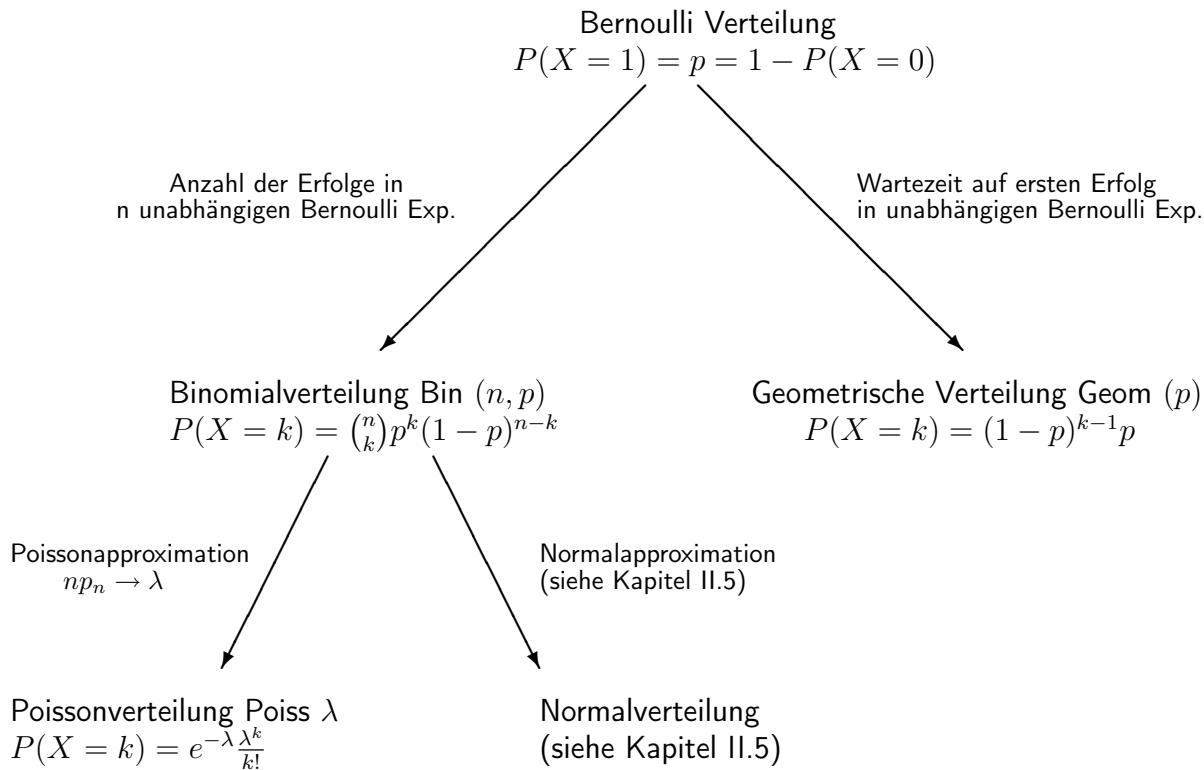 Bernoulli Verteilung
P(X = 1) = p = 1 − P(X = 0)
Anzahl der Erfolge in
n unabhängigen Bernoulli Exp.
Wartezeit auf ersten Erfolg
in unabhängigen Bernoulli Exp.
Binomialverteilung Bin (n, p)
P(X = k) = \binom{n}{k} p^k (1 − p)^{n−k}
Geometrische Verteilung Geom (p)
P(X = k) = (1 − p)^{k−1} p
Poissonapproximation
np_n → λ
Normalapproximation
(siehe Kapitel II.5)
Poissonverteilung Poiss λ
P(X = k) = e^{−λ} \frac{λ^k}{k!}
Normalverteilung
(siehe Kapitel II.5)